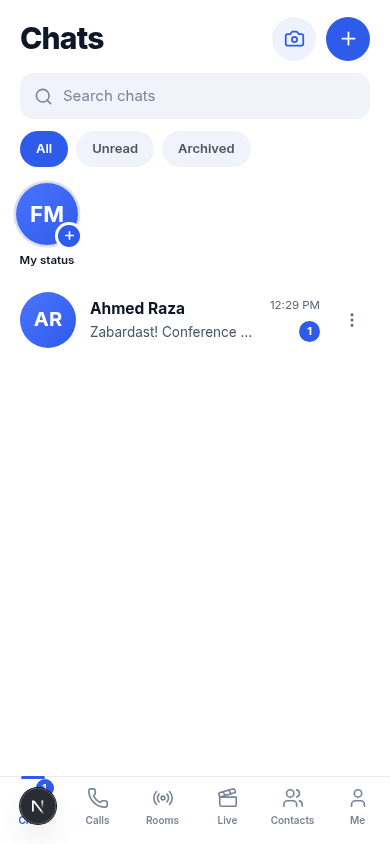 Chats
Search chats
All
Unread
Archived
FM
My status
AR
Ahmed Raza
12:29 PM
Zabardast! Conference ...
1
N
Calls
Rooms
Live
Contacts
Me